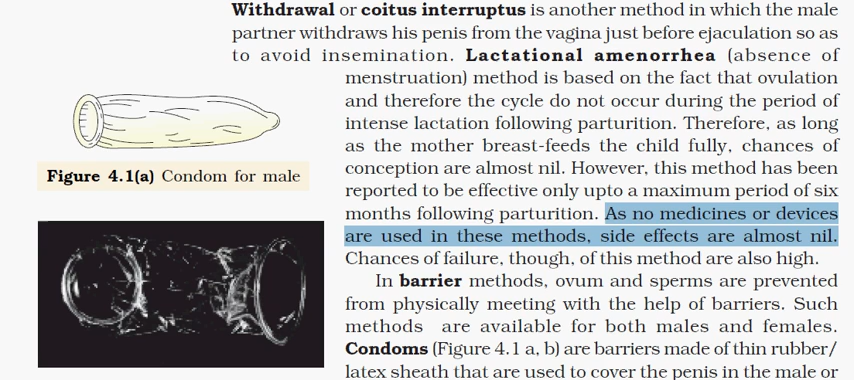 Withdrawal or coitus interruptus is another method in which the male
partner withdraws his penis from the vagina just before ejaculation so as
to avoid insemination. Lactational amenorrhea (absence of
menstruation) method is based on the fact that ovulation
and therefore the cycle do not occur during the period of
intense lactation following parturition. Therefore, as long
as the mother breast-feeds the child fully, chances of
conception are almost nil. However, this method has been
reported to be effective only upto a maximum period of six
months following parturition. As no medicines or devices
are used in these methods, side effects are almost nil.
Chances of failure, though, of this method are also high.
In barrier methods, ovum and sperms are prevented
from physically meeting with the help of barriers. Such
methods are available for both males and females.
Condoms (Figure 4.1 a, b) are barriers made of thin rubber/
latex sheath that are used to cover the penis in the male or
Figure 4.1(a) Condom for male